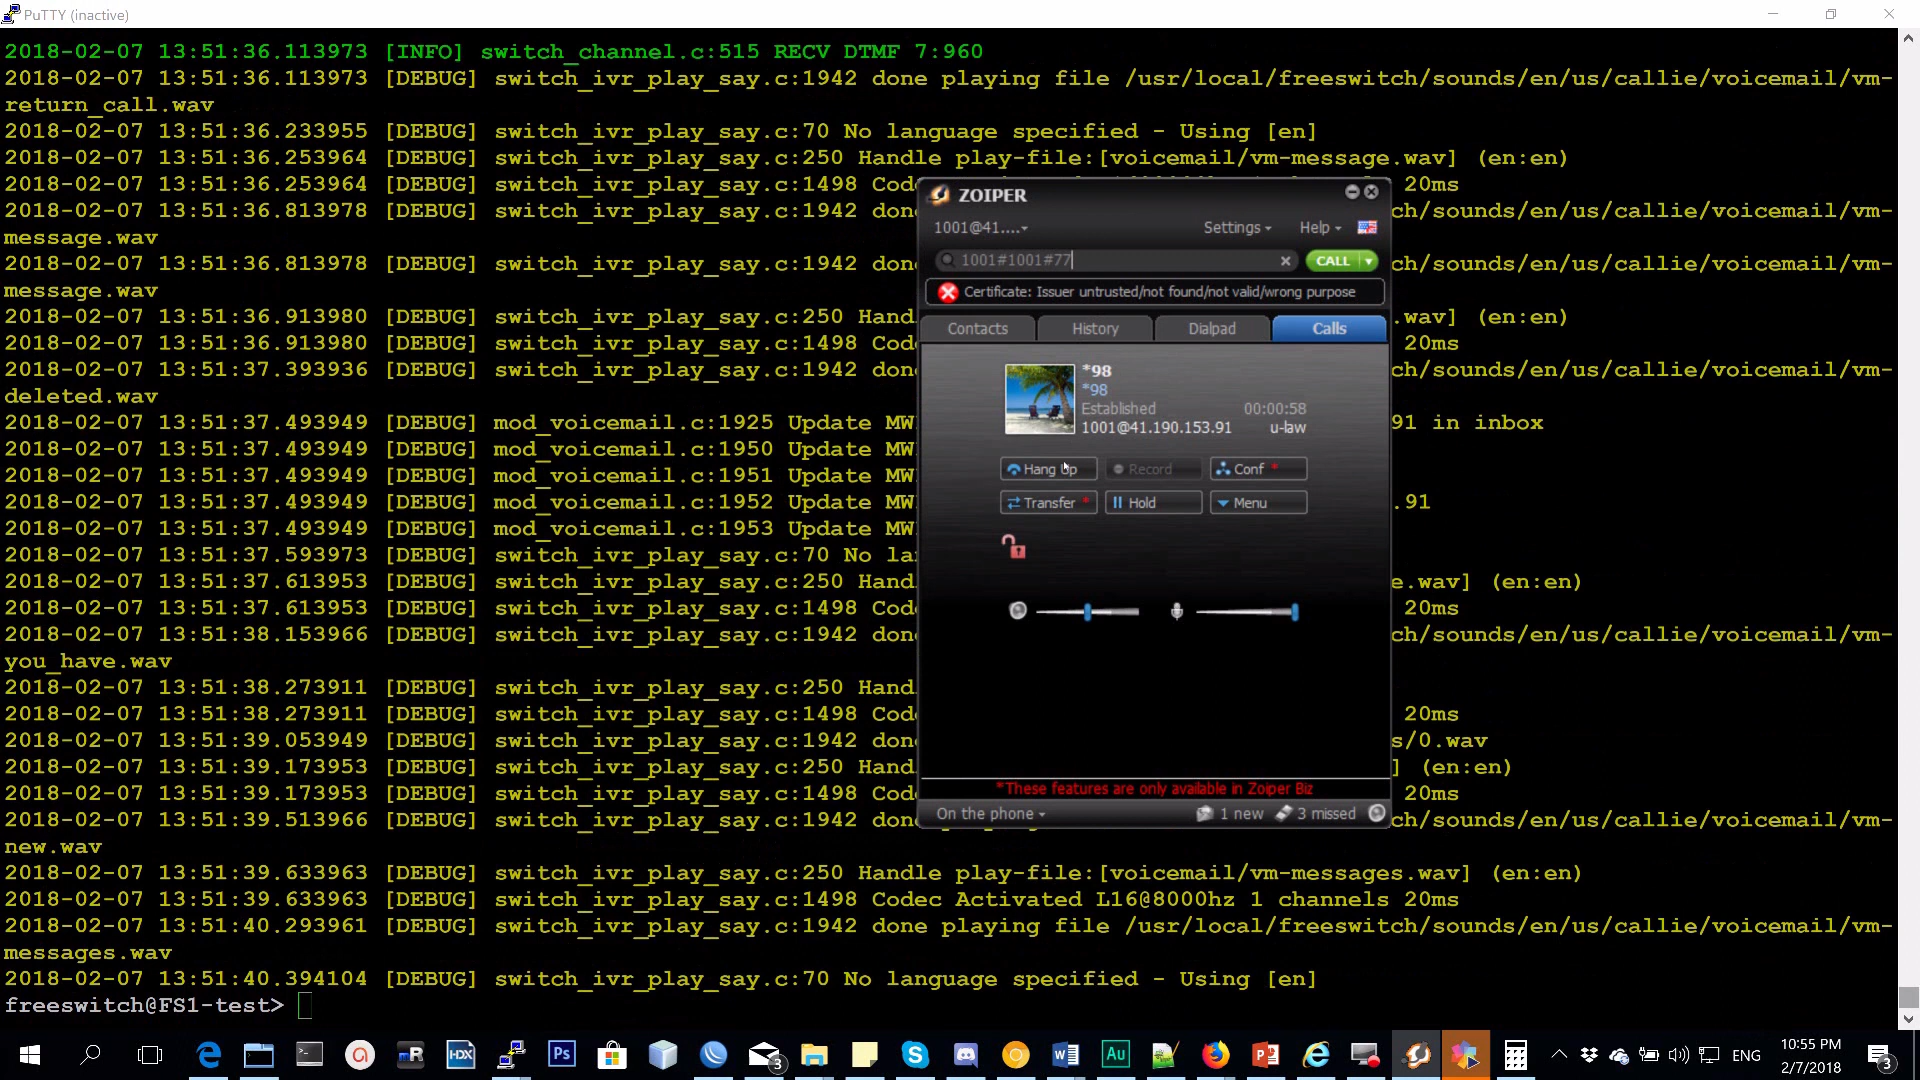 PuTTY (inactive)
2018-02-07 13:51:36.113973 [INFO] switch_channel.c:515 RECV DTMF 7:960
2018-02-07 13:51:36.113973 [DEBUG] switch_ivr_play_say.c:1942 done playing file /usr/local/freeswitch/sounds/en/us/callie/voicemail/vm-
return_call.wav
2018-02-07 13:51:36.233955 [DEBUG] switch_ivr_play_say.c:70 No language specified - Using [en]
2018-02-07 13:51:36.253964 [DEBUG] switch_ivr_play_say.c:250 Handle play-file:[voicemail/vm-message.wav] (en:en)
2018-02-07 13:51:36.253964 [DEBUG] switch_ivr_play_say.c:1498 20ms
2018-02-07 13:51:36.813978 [DEBUG] switch_ivr_play_say.c:1942 ch/sounds/en/us/callie/voicemail/vm-
message.wav
2018-02-07 13:51:36.813978 [DEBUG] switch_ivr_play_say.c:1942 ch/sounds/en/us/callie/voicemail/vm-
message.wav
2018-02-07 13:51:36.913980 [DEBUG] switch_ivr_play_say.c:250 Hand .wav] (en:en)
2018-02-07 13:51:36.913980 [DEBUG] switch_ivr_play_say.c:1498 Cod 20ms
2018-02-07 13:51:37.393936 [DEBUG] switch_ivr_play_say.c:1942 don ch/sounds/en/us/callie/voicemail/vm-
deleted.wav
2018-02-07 13:51:37.493949 [DEBUG] mod_voicemail.c:1925 Update MW 91 in inbox
2018-02-07 13:51:37.493949 [DEBUG] mod_voicemail.c:1950 Update MW
2018-02-07 13:51:37.493949 [DEBUG] mod_voicemail.c:1951 Update MW
2018-02-07 13:51:37.493949 [DEBUG] mod_voicemail.c:1952 Update MW .91
2018-02-07 13:51:37.493949 [DEBUG] mod_voicemail.c:1953 Update MW
2018-02-07 13:51:37.593973 [DEBUG] switch_ivr_play_say.c:70 No la
2018-02-07 13:51:37.613953 [DEBUG] switch_ivr_play_say.c:250 Hand e.wav] (en:en)
2018-02-07 13:51:37.613953 [DEBUG] switch_ivr_play_say.c:1498 Cod 20ms
2018-02-07 13:51:38.153966 [DEBUG] switch_ivr_play_say.c:1942 don ch/sounds/en/us/callie/voicemail/vm-
you_have.wav
2018-02-07 13:51:38.273911 [DEBUG] switch_ivr_play_say.c:250 Hand
2018-02-07 13:51:38.273911 [DEBUG] switch_ivr_play_say.c:1498 Cod 20ms
2018-02-07 13:51:39.053949 [DEBUG] switch_ivr_play_say.c:1942 don s/0.wav
2018-02-07 13:51:39.173953 [DEBUG] switch_ivr_play_say.c:250 Hand ] (en:en)
2018-02-07 13:51:39.173953 [DEBUG] switch_ivr_play_say.c:1498 Cod 20ms
2018-02-07 13:51:39.513966 [DEBUG] switch_ivr_play_say.c:1942 ch/sounds/en/us/callie/voicemail/vm-
new.wav
2018-02-07 13:51:39.633963 [DEBUG] switch_ivr_play_say.c:250 Handle play-file:[voicemail/vm-messages.wav] (en:en)
2018-02-07 13:51:39.633963 [DEBUG] switch_ivr_play_say.c:1498 Codec Activated L16@8000hz 1 channels 20ms
2018-02-07 13:51:40.293961 [DEBUG] switch_ivr_play_say.c:1942 done playing file /usr/local/freeswitch/sounds/en/us/callie/voicemail/vm-
messages.wav
2018-02-07 13:51:40.394104 [DEBUG] switch_ivr_play_say.c:70 No language specified - Using [en]
freeswitch@FS1-test>
ZOIPER
1001@41.... Settings Help
1001#1001#77 CALL
Certificate: Issuer untrusted/not found/not valid/wrong purpose
Contacts History Dialpad Calls
*98
*98
Established 00:00:58
1001@41.190.153.91 u-law
Hang Up Record Conf *
Transfer * Hold Menu
*These features are only available in Zoiper Biz
On the phone 1 new 3 missed
R HDX Ps 3 W Au P ENG
10:55 PM
2/7/2018
3